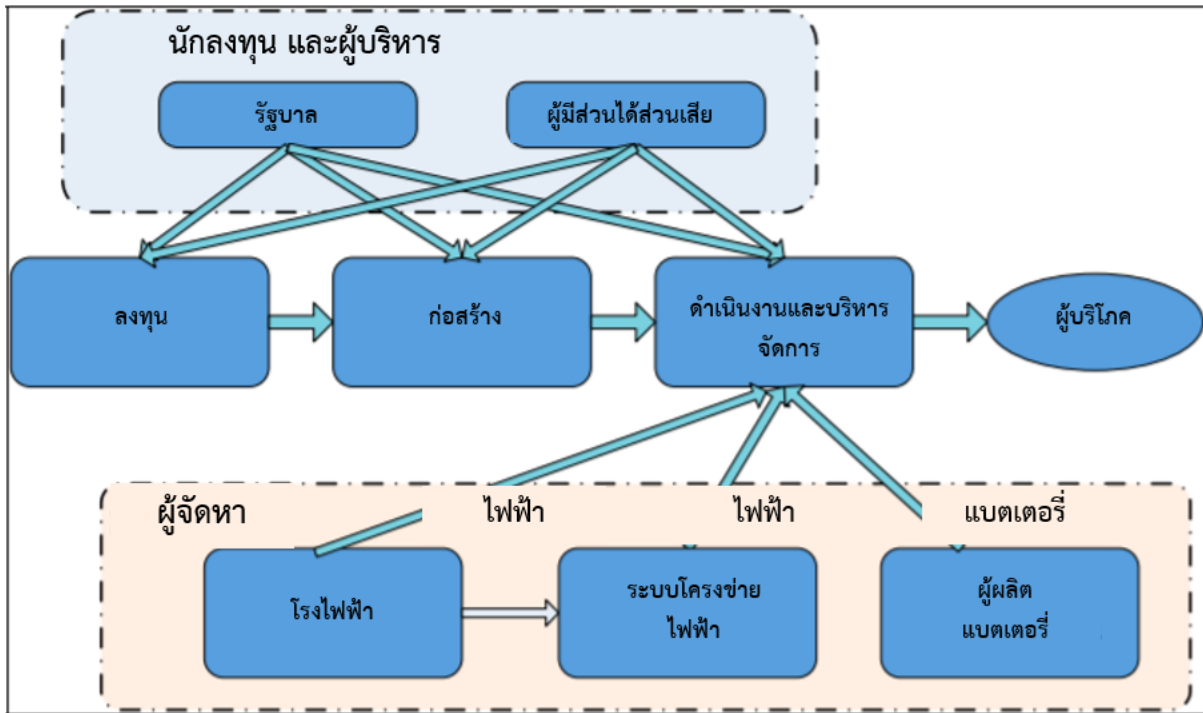 นักลงทุน และผู้บริหาร
รัฐบาล
ผู้มีส่วนได้ส่วนเสีย
ลงทุน
ก่อสร้าง
ดำเนินงานและบริหาร
จัดการ
ผู้บริโภค
ผู้จัดหา
ไฟฟ้า
ไฟฟ้า
แบตเตอรี่
โรงไฟฟ้า
ระบบโครงข่าย
ไฟฟ้า
ผู้ผลิต
แบตเตอรี่